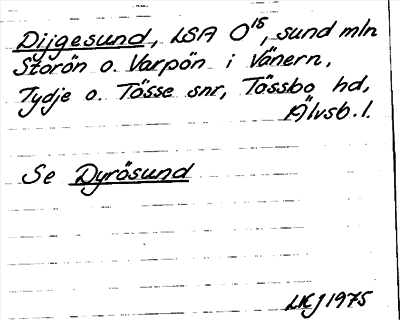 Dijgesund, LSA O¹⁵, sund mln
Storön o. Varpön i Vänern,
Tydje o. Tösse snr, Tössbo hd,
Älvsb. l.
Se Dyrösund
LKJ 1975